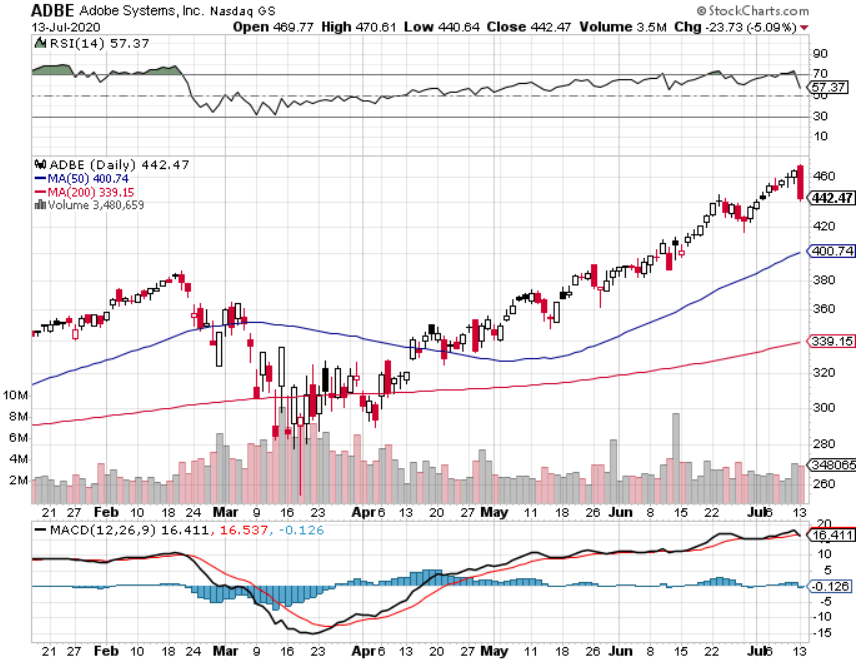 ADBE Adobe Systems, Inc. Nasdaq GS
© StockCharts.com
13-Jul-2020
Open 469.77 High 470.61 Low 440.64 Close 442.47 Volume 3.5M Chg -23.73 (-5.09%)
RSI(14) 57.37
90
70
57.37
50
30
10
ADBE (Daily) 442.47
MA(50) 400.74
MA(200) 339.15
Volume 3,480,659
460
442.47
420
400.74
380
360
339.15
320
300
280
260
10M
8M
6M
4M
2M
348065
21 27 Feb 10 18 24 Mar 9 16 23 Apr 6 13 20 27 May 11 18 26 Jun 8 15 22 Jul 6 13
MACD(12,26,9) 16.411, 16.537, -0.126
20
16.411
10
5
-0.126
-5
-10
-15
21 27 Feb 10 18 24 Mar 9 16 23 Apr 6 13 20 27 May 11 18 26 Jun 8 15 22 Jul 6 13